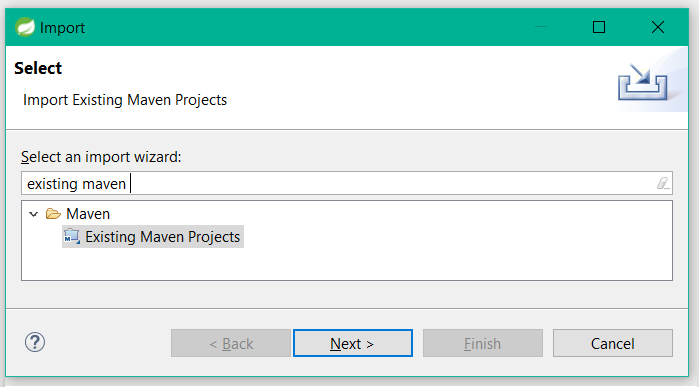 Import
Select
Import Existing Maven Projects
Select an import wizard:
existing maven
Maven
Existing Maven Projects
? < Back Next > Finish Cancel